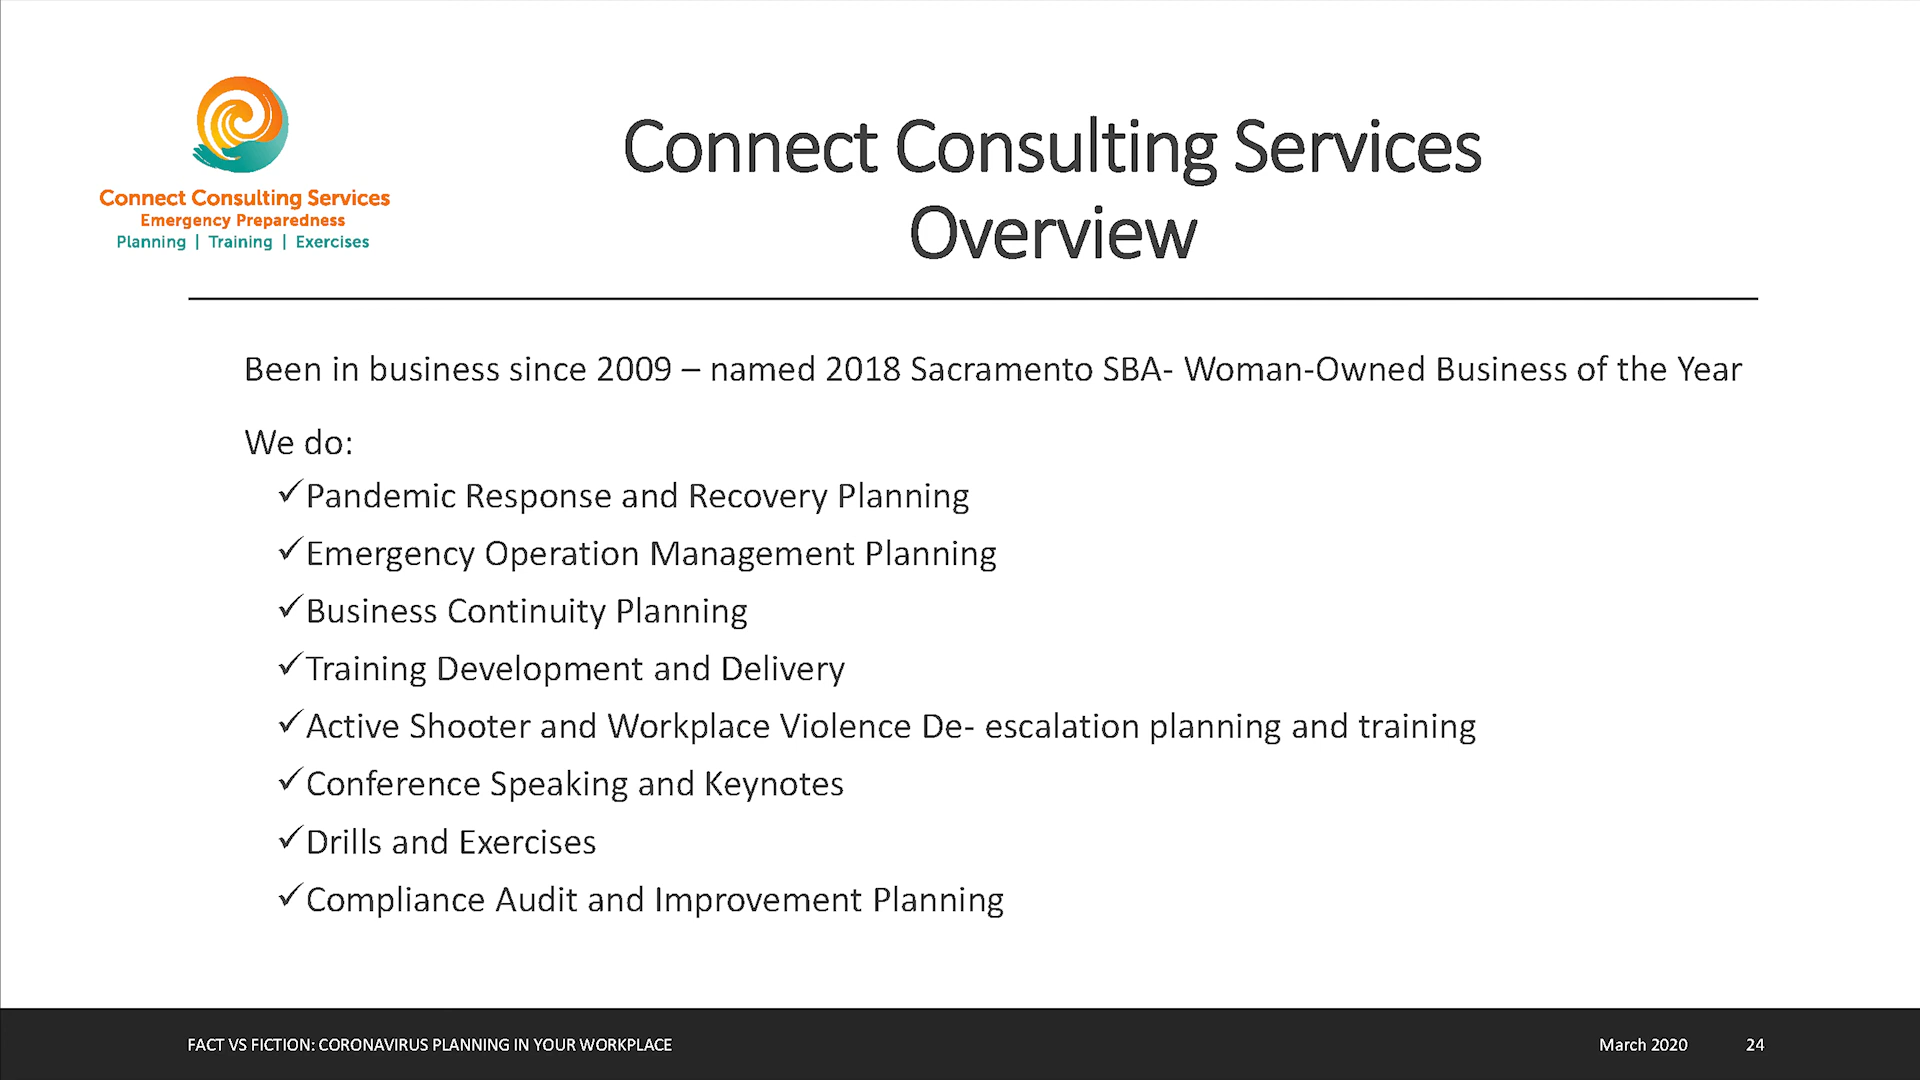 Connect Consulting Services
Emergency Preparedness
Planning | Training | Exercises
Connect Consulting Services
Overview
Been in business since 2009 – named 2018 Sacramento SBA- Woman-Owned Business of the Year
We do:
✓Pandemic Response and Recovery Planning
✓Emergency Operation Management Planning
✓Business Continuity Planning
✓Training Development and Delivery
✓Active Shooter and Workplace Violence De- escalation planning and training
✓Conference Speaking and Keynotes
✓Drills and Exercises
✓Compliance Audit and Improvement Planning
FACT VS FICTION: CORONAVIRUS PLANNING IN YOUR WORKPLACE
March 2020 24